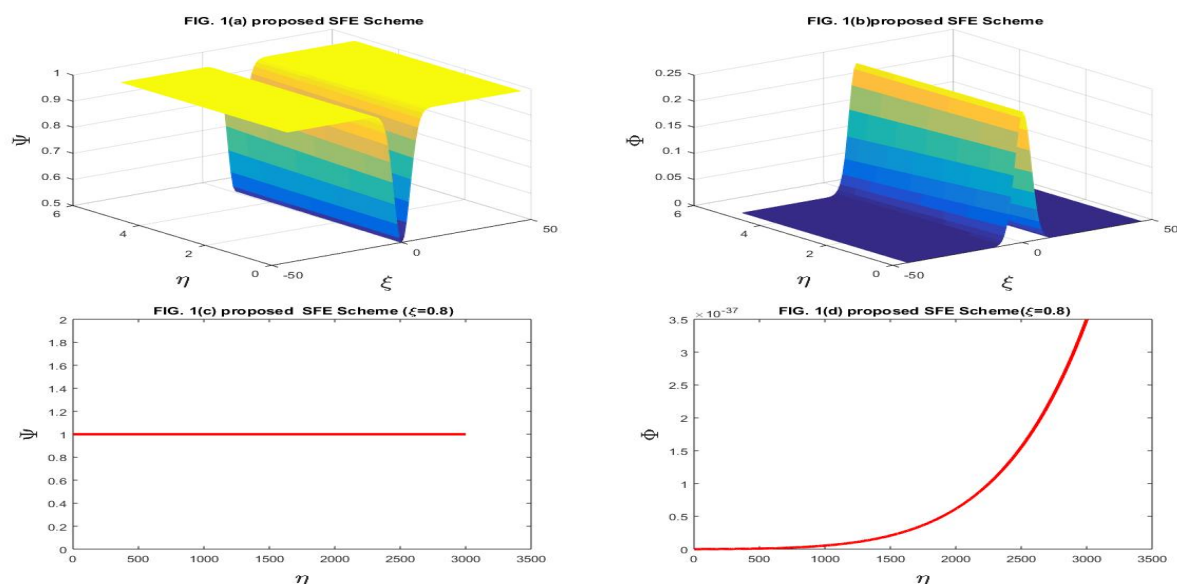 FIG. 1(a) proposed SFE Scheme
1
0.9
0.8
0.7
0.6
0.5
Ψ
6
4
2
0
η
-50
0
50
ξ
FIG. 1(b)proposed SFE Scheme
0.25
0.2
0.15
0.1
0.05
0
Φ
6
4
2
0
η
-50
0
50
ξ
FIG. 1(c) proposed SFE Scheme (ξ=0.8)
2
1.8
1.6
1.4
1.2
1
0.8
0.6
0.4
0.2
0
Ψ
0 500 1000 1500 2000 2500 3000 3500
η
FIG. 1(d) proposed SFE Scheme(ξ=0.8)
× 10⁻³⁷
3.5
3
2.5
2
1.5
1
0.5
0
Φ
0 500 1000 1500 2000 2500 3000 3500
η